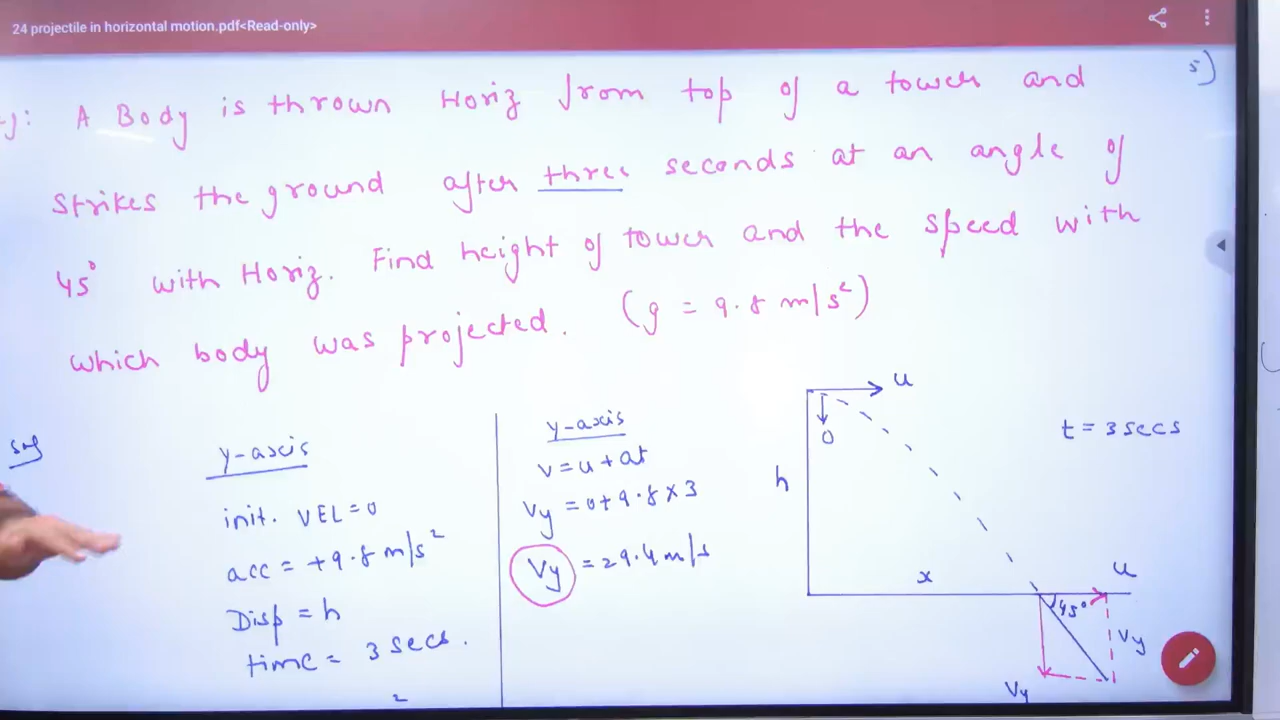 24 projectile in horizontal motion.pdf<Read-only>
5)
A Body is thrown Horiz from top of a tower and
strikes the ground after three seconds at an angle of
45° with Horiz. Find height of tower and the speed with
which body was projected. (g = 9.8 m/s²)
Sol
y-axis
init. VEL = 0
acc = +9.8 m/s²
Disp = h
time = 3 secs.
2
y-axis
v = u + at
Vy = 0 + 9.8 × 3
Vy = 29.4 m/s
u
0
t = 3 secs
h
x
u
45°
Vy
Vy